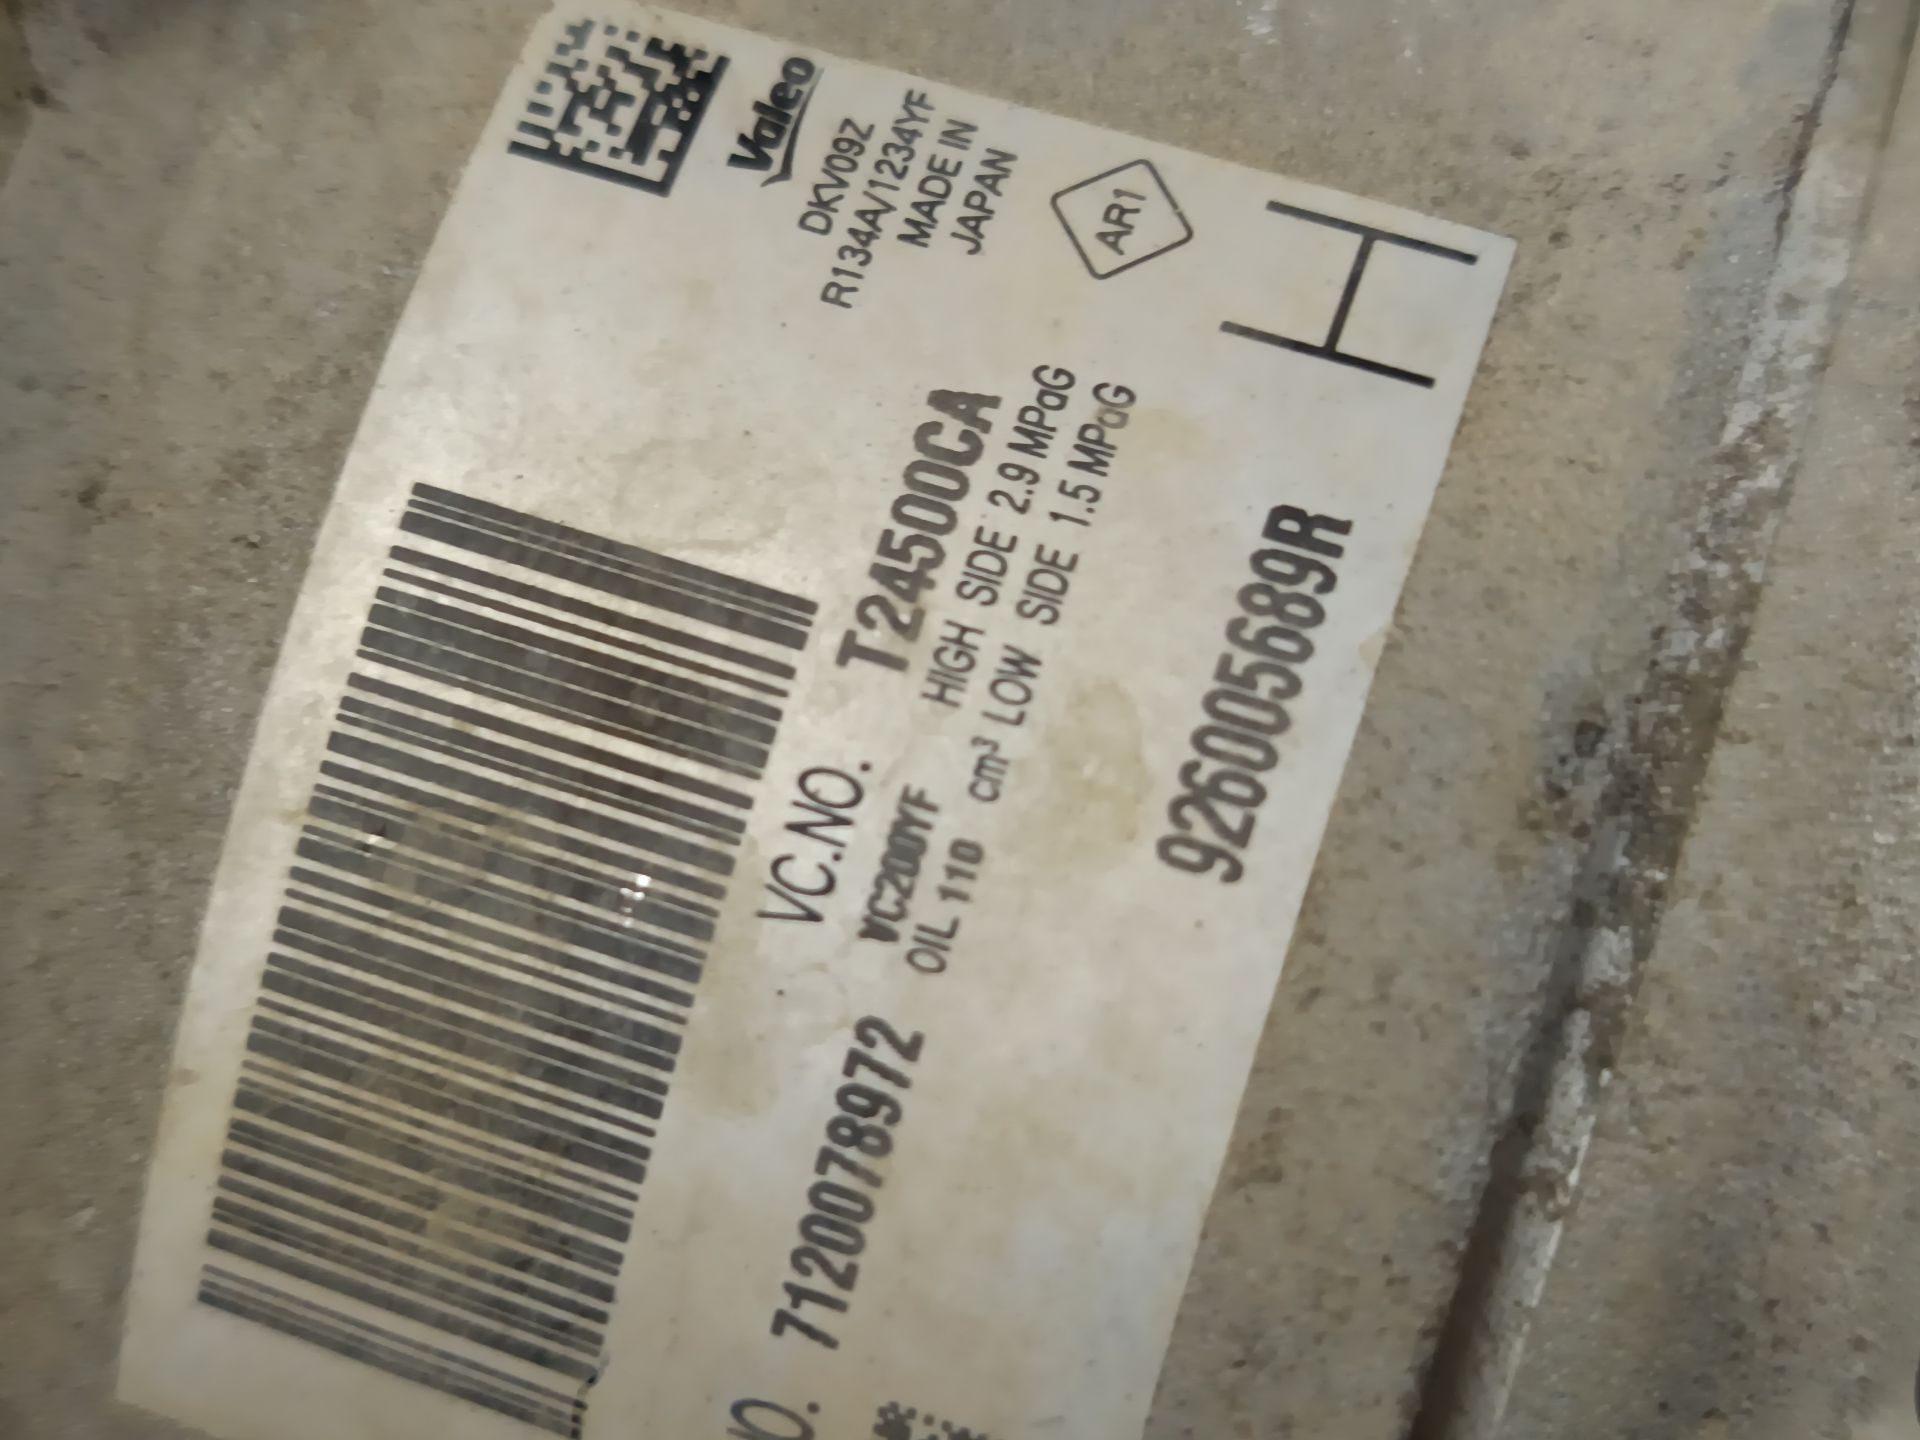 Valeo
DKV09Z
R134A/1234YF
MADE IN
JAPAN
AR1
H
VC.NO. T24500CA
VC200YF HIGH SIDE 2.9 MPaG
OIL 110 cm³ LOW SIDE 1.5 MPaG
7120078972
926005689R